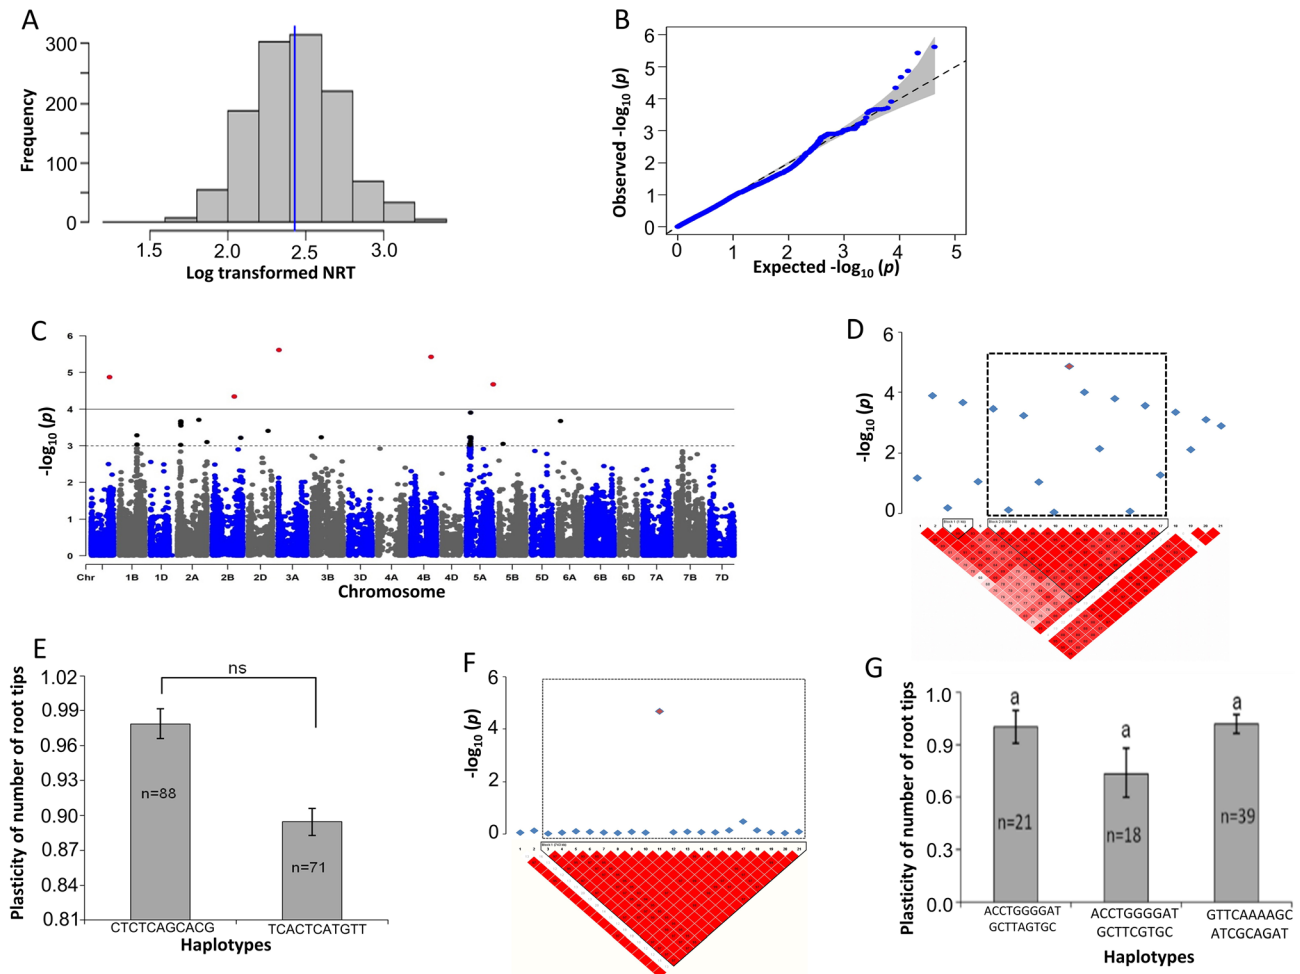 A
Frequency
300
200
100
0
1.5 2.0 2.5 3.0
Log transformed NRT
B
Observed -log10 (p)
6
5
4
3
2
1
0
0 1 2 3 4 5
Expected -log10 (p)
C
-log10 (p)
6
5
4
3
2
1
0
Chr 1B 1D 2A 2B 2D 3A 3B 3D 4A 4B 4D 5A 5B 5D 6A 6B 6D 7A 7B 7D
Chromosome
D
-log10 (p)
6
4
2
0
E
Plasticity of number of root tips
1.02
0.99
0.96
0.93
0.90
0.87
0.84
0.81
ns
n=88
n=71
CTCTCAGCACG TCACTCATGTT
Haplotypes
F
-log10 (p)
6
4
2
0
G
Plasticity of number of root tips
1.0
0.9
0.6
0.3
0.0
a a a
n=21 n=18 n=39
ACCTGGGGAT ACCTGGGGAT GTTCAAAAGC
GCTTAGTGC GCTTCGTGC ATCGCAGAT
Haplotypes